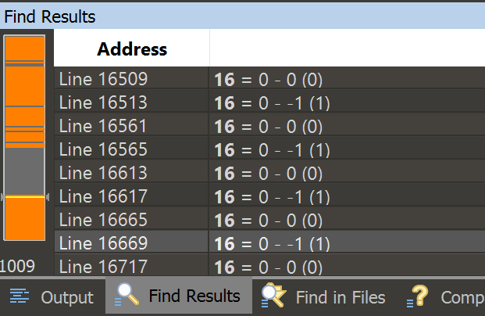 Find Results
Address
Line 16509 16 = 0 - 0 (0)
Line 16513 16 = 0 - -1 (1)
Line 16561 16 = 0 - 0 (0)
Line 16565 16 = 0 - -1 (1)
Line 16613 16 = 0 - 0 (0)
Line 16617 16 = 0 - -1 (1)
Line 16665 16 = 0 - 0 (0)
Line 16669 16 = 0 - -1 (1)
1009 Line 16717 16 = 0 - 0 (0)
Output Find Results Find in Files Comp